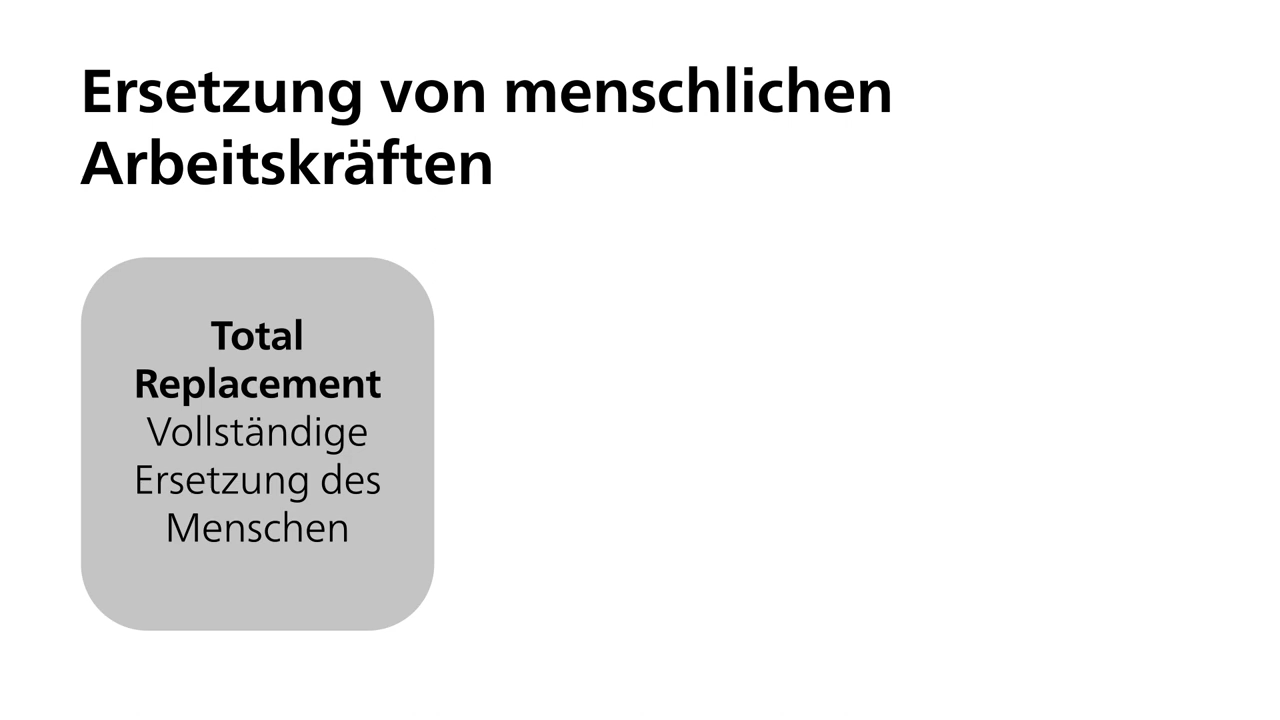 Ersetzung von menschlichen
Arbeitskräften
Total
Replacement
Vollständige
Ersetzung des
Menschen